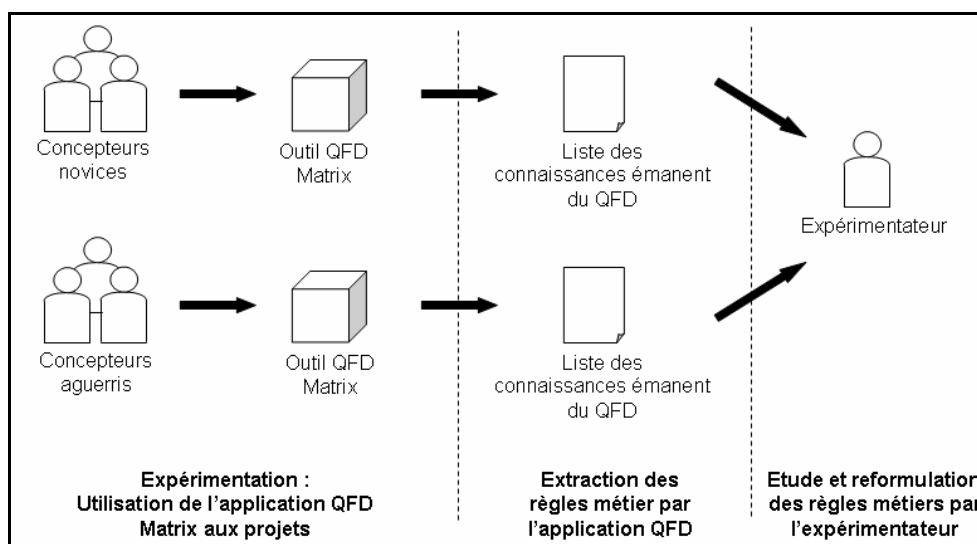 Concepteurs
novices
Outil QFD
Matrix
Liste des
connaissances émanent
du QFD
Expérimentateur
Concepteurs
aguerris
Outil QFD
Matrix
Liste des
connaissances émanent
du QFD
Expérimentation :
Utilisation de l'application QFD
Matrix aux projets
Extraction des
règles métier par
l'application QFD
Etude et reformulation
des règles métiers par
l'expérimentateur